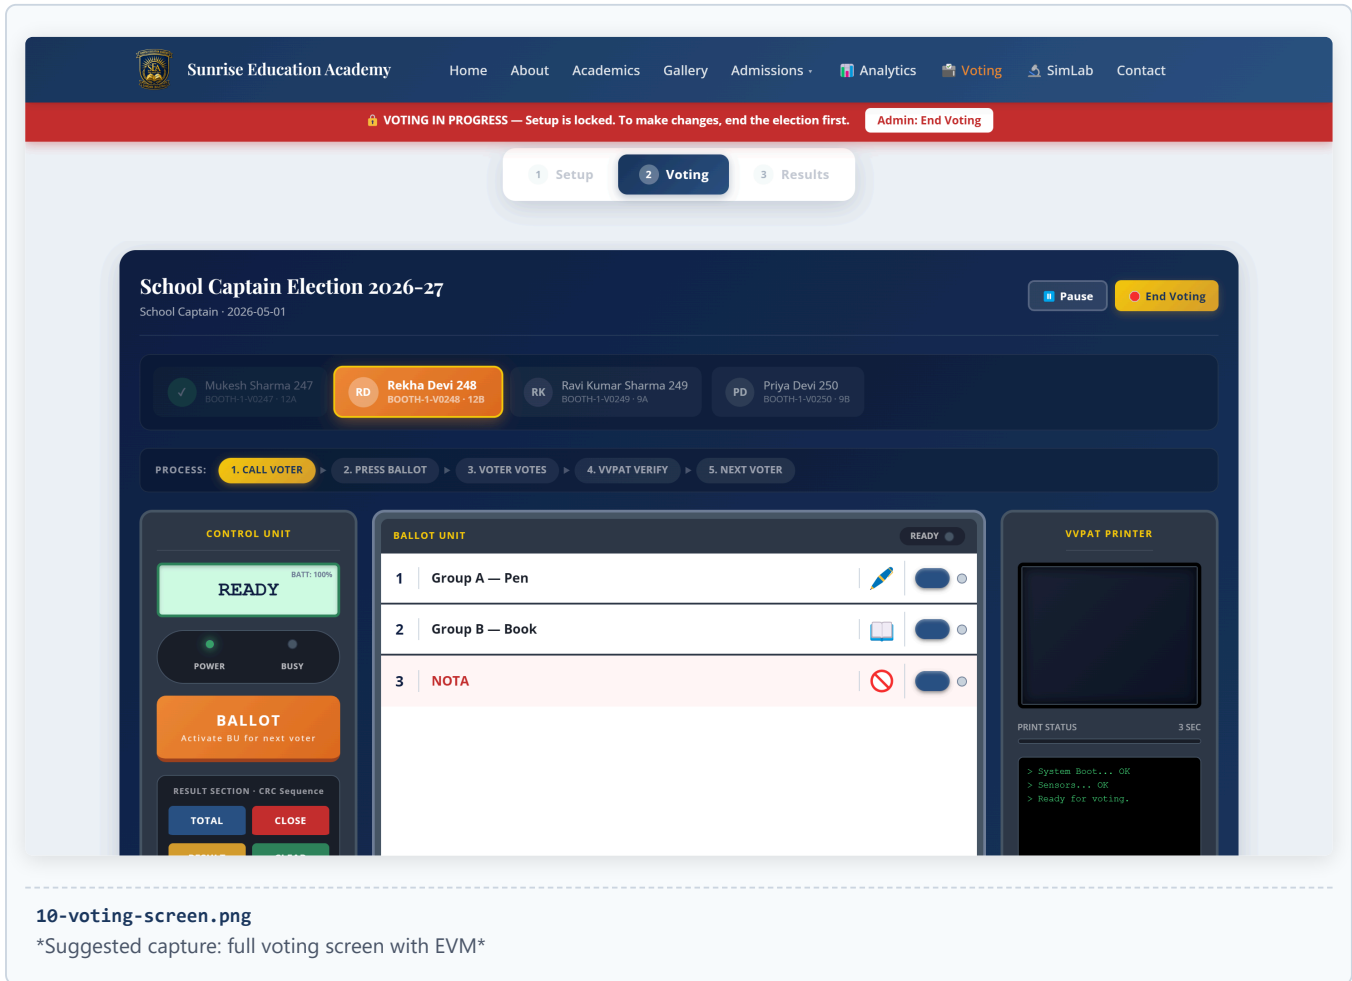 Sunrise Education Academy Home About Academics Gallery Admissions Analytics Voting SimLab Contact
VOTING IN PROGRESS — Setup is locked. To make changes, end the election first. Admin: End Voting
1 Setup 2 Voting 3 Results
School Captain Election 2026-27
School Captain · 2026-05-01
Pause End Voting
✓ Mukesh Sharma 247
BOOTH-1-V0247 · 12A
RD Rekha Devi 248
BOOTH-1-V0248 · 12B
RK Ravi Kumar Sharma 249
BOOTH-1-V0249 · 9A
PD Priya Devi 250
BOOTH-1-V0250 · 9B
PROCESS: 1. CALL VOTER 2. PRESS BALLOT 3. VOTER VOTES 4. VVPAT VERIFY 5. NEXT VOTER
CONTROL UNIT
BATT: 100%
READY
POWER BUSY
BALLOT
Activate BU for next voter
RESULT SECTION · CRC Sequence
TOTAL CLOSE
BALLOT UNIT READY
1 Group A — Pen
2 Group B — Book
3 NOTA
VVPAT PRINTER
PRINT STATUS 3 SEC
> System Boot... OK
> Sensors... OK
> Ready for voting.
10-voting-screen.png
*Suggested capture: full voting screen with EVM*